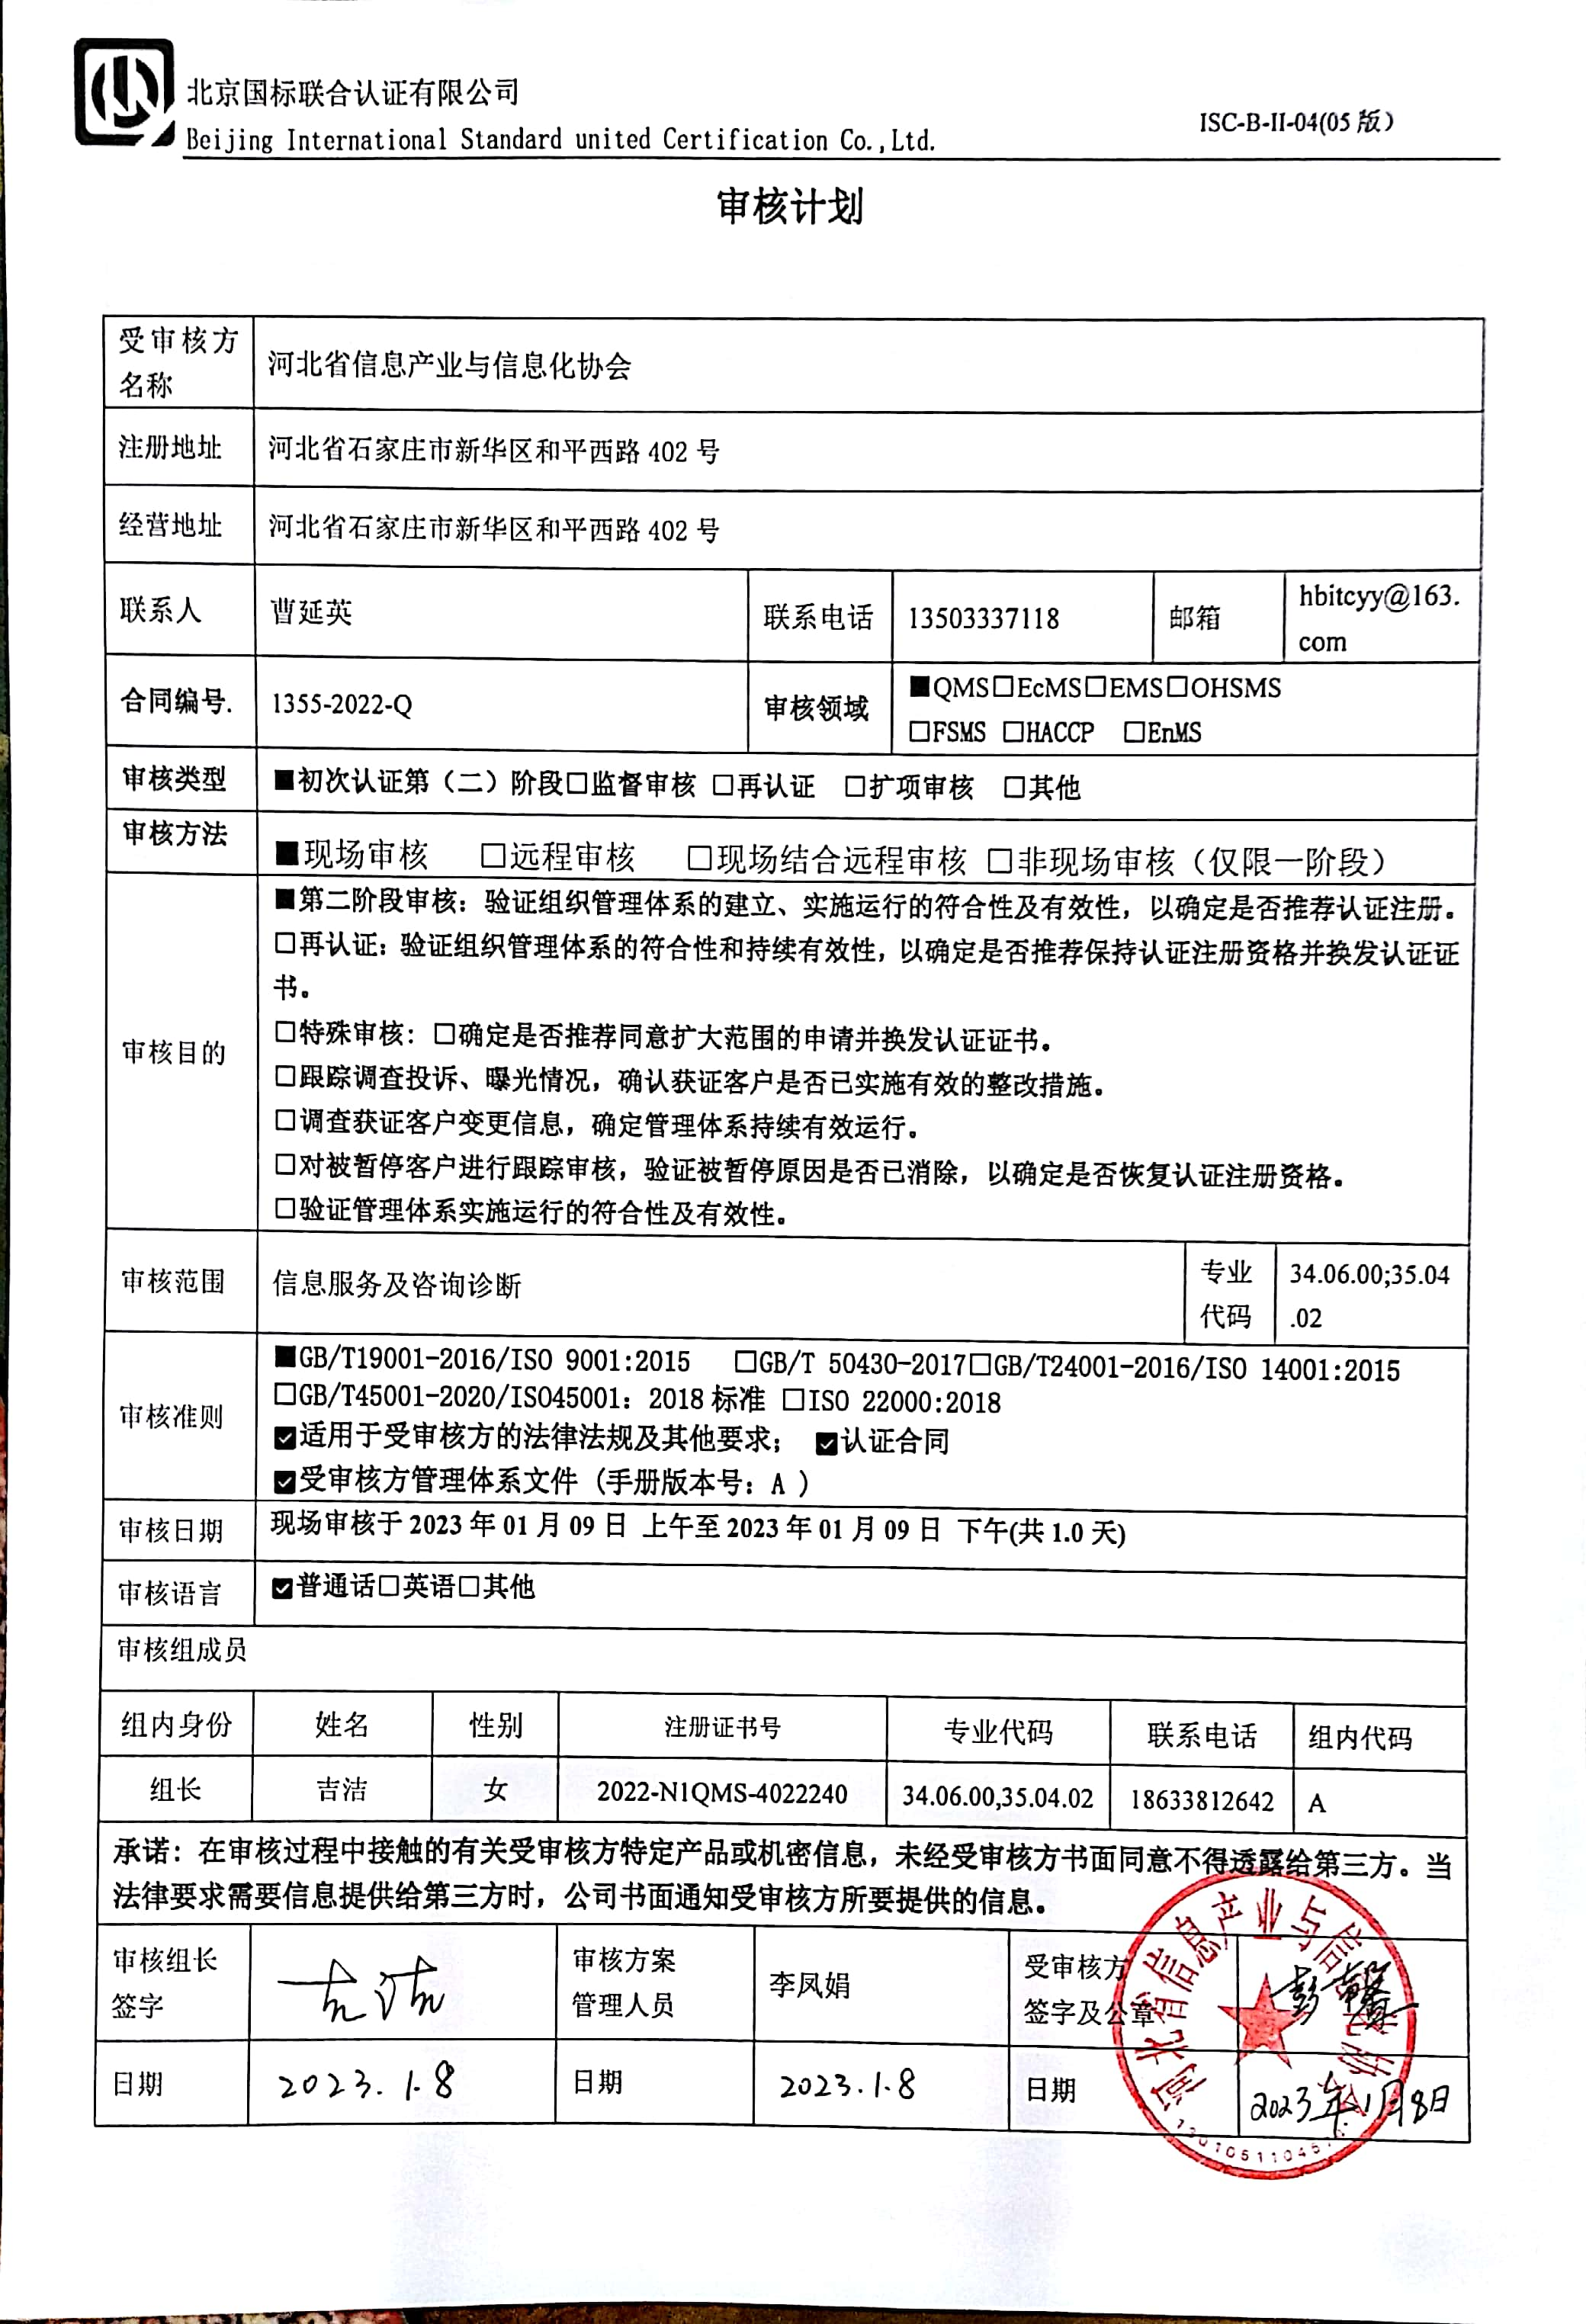 北京国标联合认证有限公司
Beijing International Standard united Certification Co.,Ltd.
ISC-B-II-04(05 版)
审核计划
受审核方
名称
河北省信息产业与信息化协会
注册地址
河北省石家庄市新华区和平西路 402 号
经营地址
河北省石家庄市新华区和平西路 402 号
联系人
曹延英
联系电话
13503337118
邮箱
hbitcyy@163.
com
合同编号.
1355-2022-Q
审核领域
■QMS□EcMS□EMS□OHSMS
□FSMS □HACCP □EnMS
审核类型
■初次认证第（二）阶段□监督审核 □再认证 □扩项审核 □其他
审核方法
■现场审核 □远程审核 □现场结合远程审核 □非现场审核（仅限一阶段）
审核目的
■第二阶段审核：验证组织管理体系的建立、实施运行的符合性及有效性，以确定是否推荐认证注册。
□再认证：验证组织管理体系的符合性和持续有效性，以确定是否推荐保持认证注册资格并换发认证证
书。
□特殊审核：□确定是否推荐同意扩大范围的申请并换发认证证书。
□跟踪调查投诉、曝光情况，确认获证客户是否已实施有效的整改措施。
□调查获证客户变更信息，确定管理体系持续有效运行。
□对被暂停客户进行跟踪审核，验证被暂停原因是否已消除，以确定是否恢复认证注册资格。
□验证管理体系实施运行的符合性及有效性。
审核范围
信息服务及咨询诊断
专业
代码
34.06.00;35.04
.02
审核准则
■GB/T19001-2016/ISO 9001:2015 □GB/T 50430-2017□GB/T24001-2016/ISO 14001:2015
□GB/T45001-2020/ISO45001：2018 标准 □ISO 22000:2018
☑适用于受审核方的法律法规及其他要求； ☑认证合同
☑受审核方管理体系文件（手册版本号：A ）
审核日期
现场审核于 2023 年 01 月 09 日 上午至 2023 年 01 月 09 日 下午(共 1.0 天)
审核语言
☑普通话□英语□其他
审核组成员
组内身份 姓名 性别 注册证书号 专业代码 联系电话 组内代码
组长 吉洁 女 2022-N1QMS-4022240 34.06.00,35.04.02 18633812642 A
承诺：在审核过程中接触的有关受审核方特定产品或机密信息，未经受审核方书面同意不得透露给第三方。当
法律要求需要信息提供给第三方时，公司书面通知受审核方所要提供的信息。
审核组长
签字
吉洁
审核方案
管理人员
李凤娟
受审核方
签字及公章
河北省信息产业与信息化协会
日期
2023.1.8
日期
2023.1.8
日期
2023年1月8日